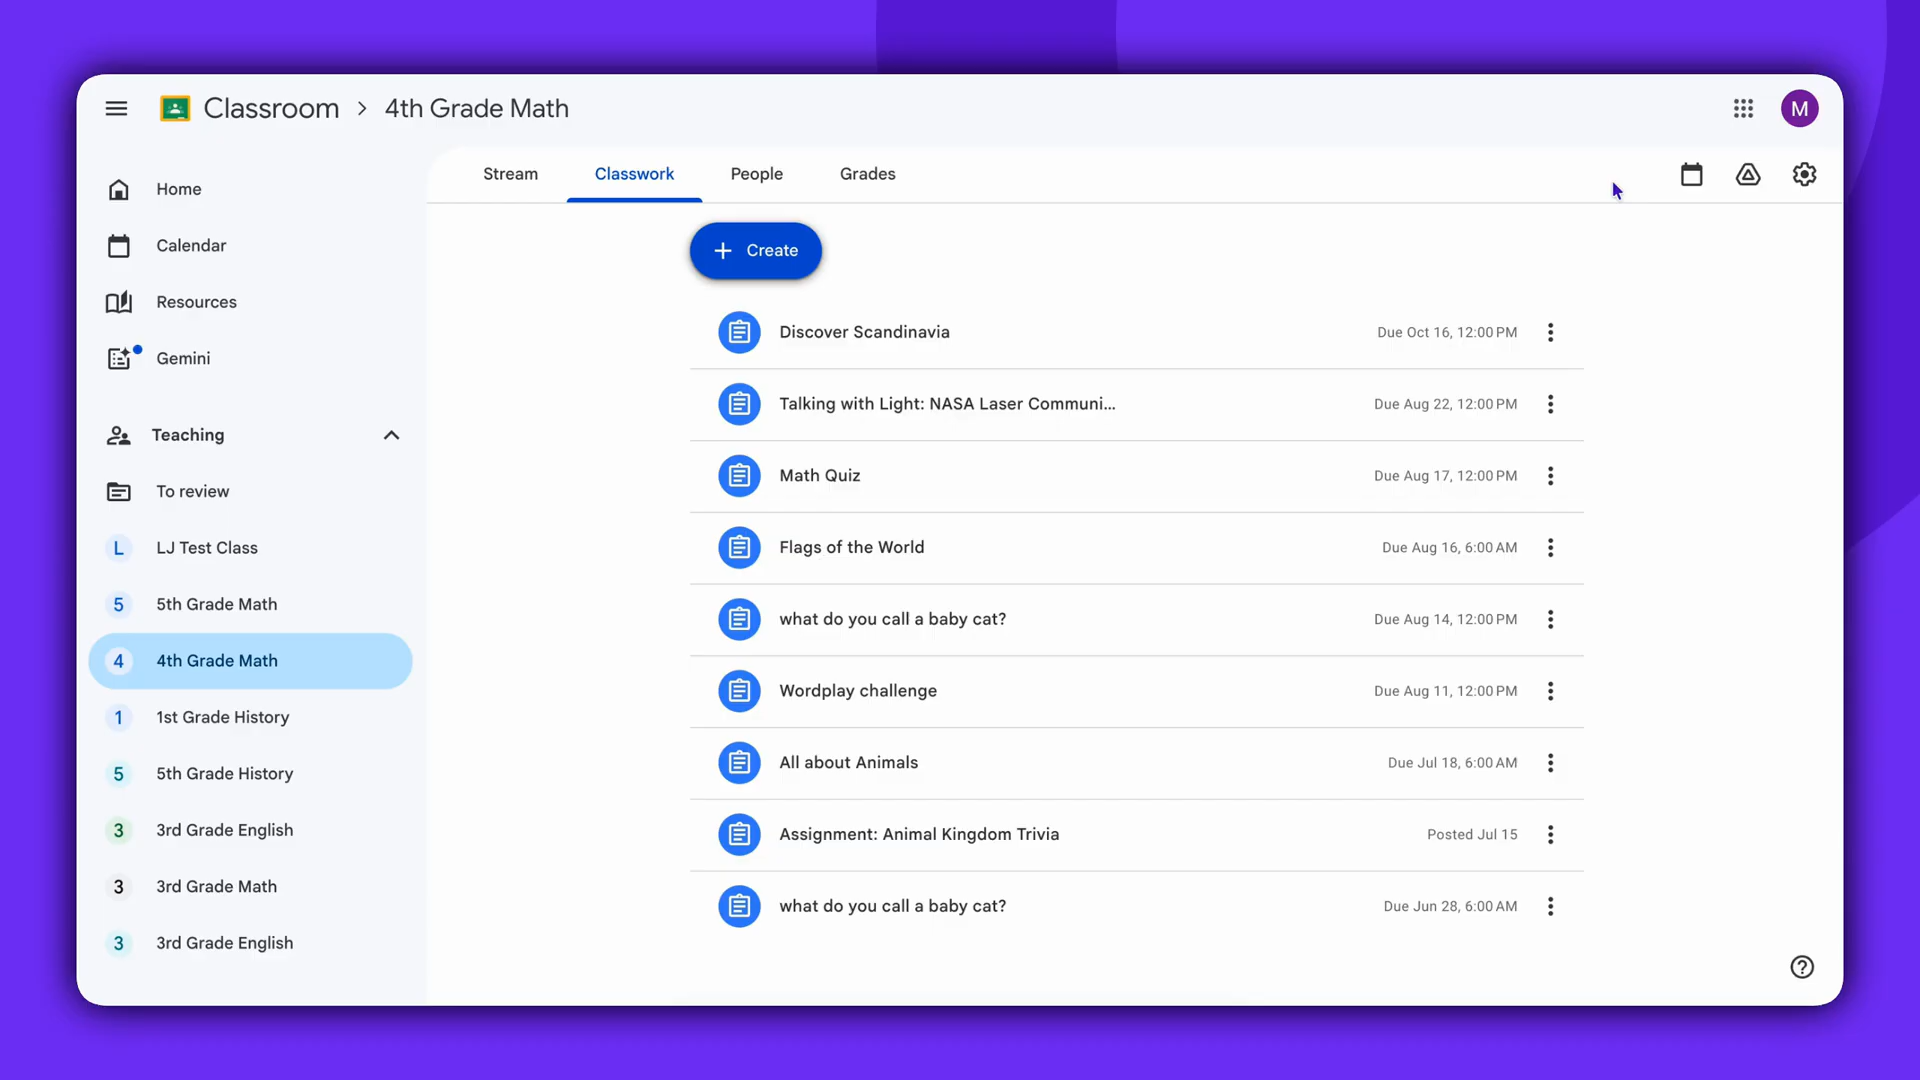 Classroom > 4th Grade Math
M
Home
Calendar
Resources
Gemini
Teaching
To review
L LJ Test Class
5 5th Grade Math
4 4th Grade Math
1 1st Grade History
5 5th Grade History
3 3rd Grade English
3 3rd Grade Math
3 3rd Grade English
Stream Classwork People Grades
+ Create
Discover Scandinavia Due Oct 16, 12:00 PM
Talking with Light: NASA Laser Communi... Due Aug 22, 12:00 PM
Math Quiz Due Aug 17, 12:00 PM
Flags of the World Due Aug 16, 6:00 AM
what do you call a baby cat? Due Aug 14, 12:00 PM
Wordplay challenge Due Aug 11, 12:00 PM
All about Animals Due Jul 18, 6:00 AM
Assignment: Animal Kingdom Trivia Posted Jul 15
what do you call a baby cat? Due Jun 28, 6:00 AM